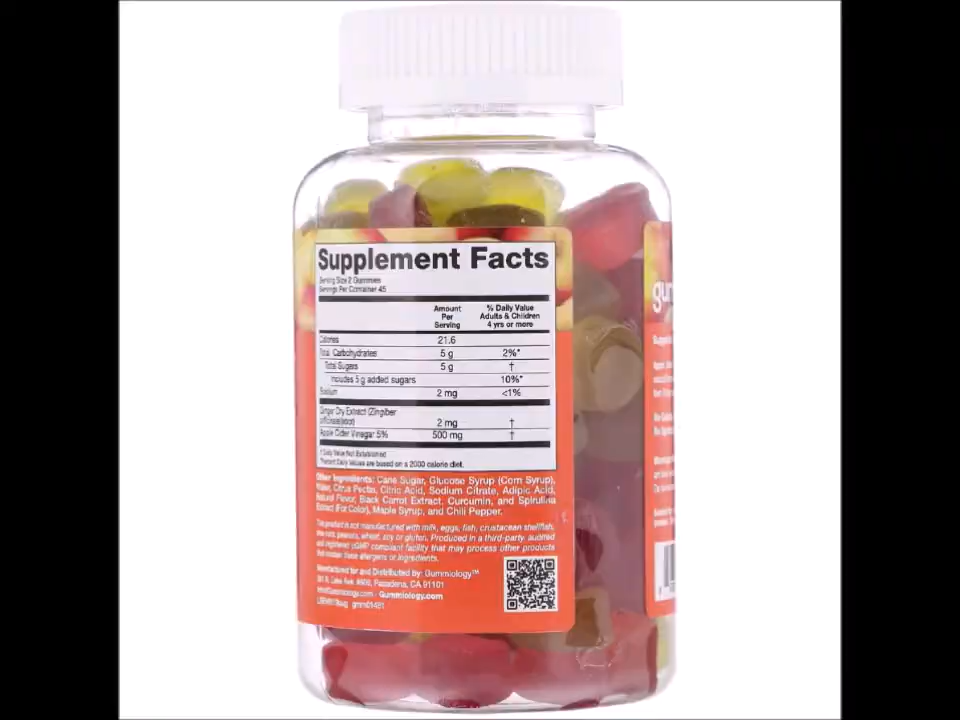 Supplement Facts
Serving Size 2 Gummies
Servings Per Container 45
Amount Per Serving
% Daily Value Adults & Children 4 yrs or more
Calories 21.6
Total Carbohydrates 5 g 2%*
Total Sugars 5 g †
Includes 5 g added sugars 10%*
Sodium 2 mg <1%
Ginger Dry Extract (Zingiber
officinale)(root) 2 mg †
Apple Cider Vinegar 5% 500 mg †
† Daily Value Not Established
*Percent Daily Values are based on a 2000 calorie diet.
Other Ingredients: Cane Sugar, Glucose Syrup (Corn Syrup),
Water, Citrus Pectin, Citric Acid, Sodium Citrate, Adipic Acid,
Natural Flavor, Black Carrot Extract, Curcumin, and Spirulina
Extract (For Color), Maple Syrup, and Chili Pepper.
This product is not manufactured with milk, eggs, fish, crustacean shellfish,
tree nuts, peanuts, wheat, soy or gluten. Produced in a third-party audited
and registered cGMP compliant facility that may process other products
that contain these allergens or ingredients.
Manufactured for and Distributed by: Gummiology™
Lake Ave, Pasadena, CA 91101
Gummiology.com
gmm01481
gum